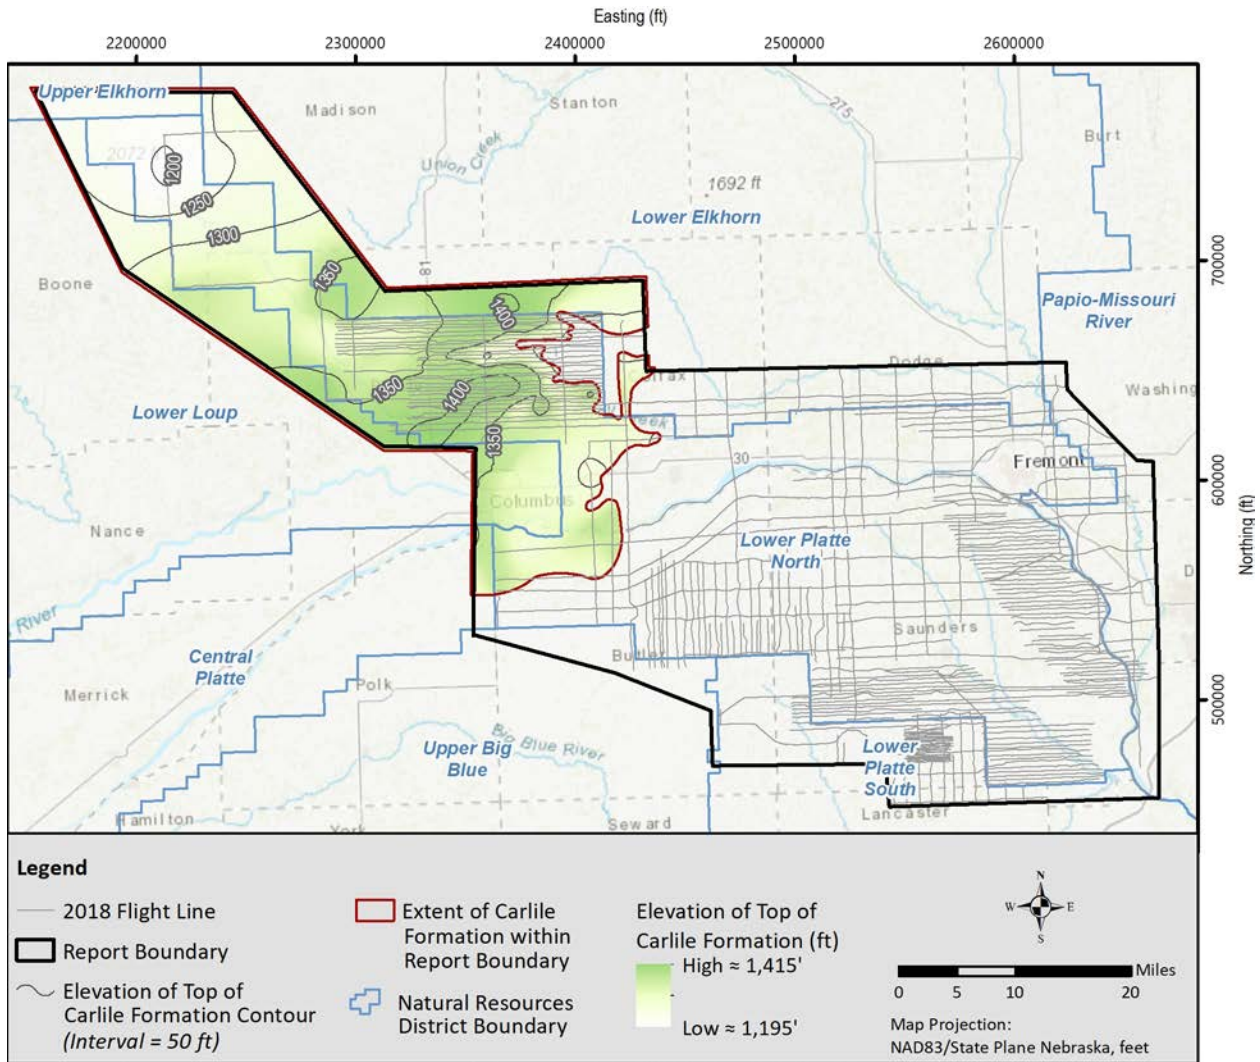 Easting (ft)
2200000
2300000
2400000
2500000
2600000
Upper Elkhorn
Madison
Stanton
275
Burt
2072
1200
Union Creek
1692 ft
1250
Lower Elkhorn
1300
700000
Boone
1350
81
1400
Papio-Missouri
River
Dodge
Washing
1350
1400
Lower Loup
Creek
1350
30
Fremont
Columbus
600000
Northing (ft)
Nance
Lower Platte
North
D
River
Saunders
Central
Platte
Butler
Merrick
Polk
500000
Upper Big
Blue
Big Blue River
Lower
Platte
South
Hamilton
York
Seward
Lancaster
Legend
2018 Flight Line
Report Boundary
Elevation of Top of
Carlile Formation Contour
(Interval = 50 ft)
Extent of Carlile
Formation within
Report Boundary
Natural Resources
District Boundary
Elevation of Top of
Carlile Formation (ft)
High ≈ 1,415'
Low ≈ 1,195'
N
W
E
S
Miles
0
5
10
20
Map Projection:
NAD83/State Plane Nebraska, feet